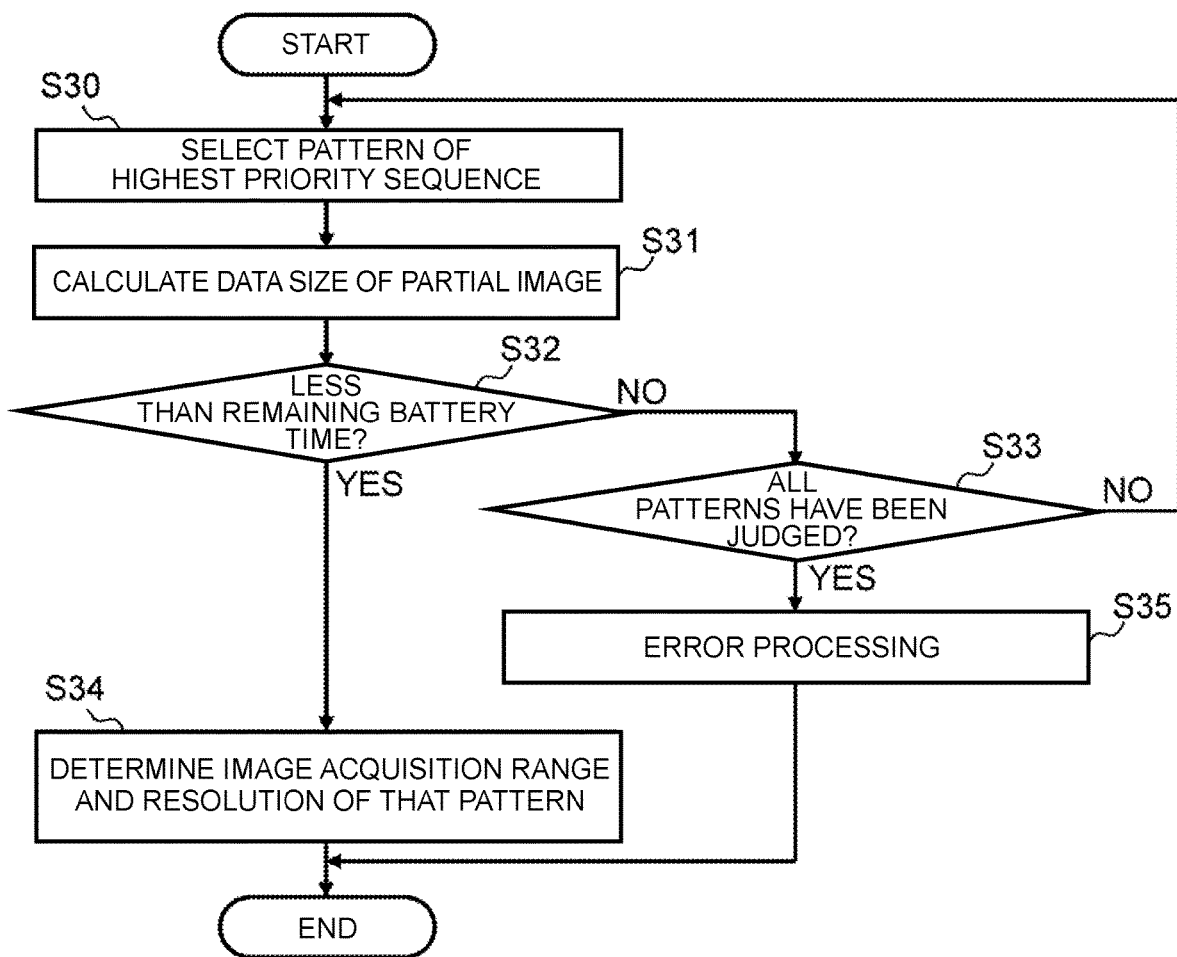 START
S30
SELECT PATTERN OF
HIGHEST PRIORITY SEQUENCE
S31
CALCULATE DATA SIZE OF PARTIAL IMAGE
S32
LESS
THAN REMAINING BATTERY
TIME?
NO
YES
S33
ALL
PATTERNS HAVE BEEN
JUDGED?
NO
YES
S35
ERROR PROCESSING
S34
DETERMINE IMAGE ACQUISITION RANGE
AND RESOLUTION OF THAT PATTERN
END